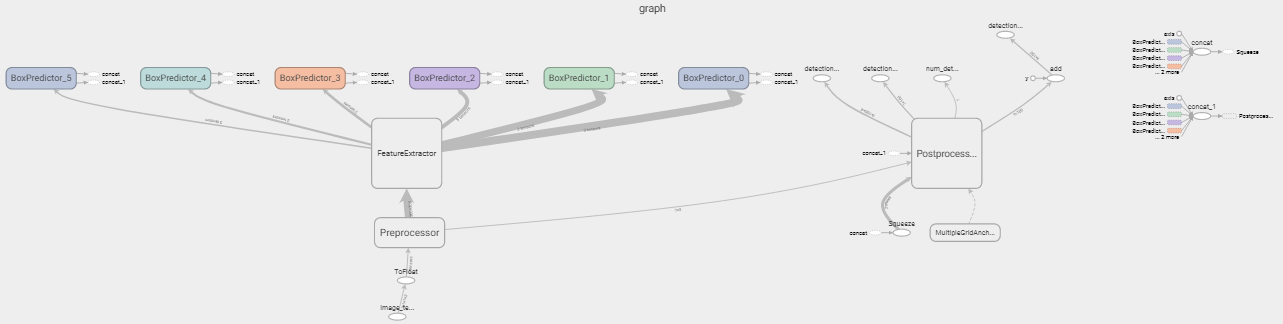 graph
detection...
BoxPredictor_5
concat
concat_1
BoxPredictor_4
concat
concat_1
BoxPredictor_3
concat
concat_1
BoxPredictor_2
concat
concat_1
BoxPredictor_1
concat
concat_1
BoxPredictor_0
concat
concat_1
detection...
detection...
num_det...
y
add
axis
BoxPredict...
BoxPredict...
BoxPredict...
BoxPredict...
... 2 more
concat
Squeeze
axis
BoxPredict...
BoxPredict...
BoxPredict...
BoxPredict...
... 2 more
concat_1
Postproces...
FeatureExtractor
concat_1
Postprocess...
Preprocessor
concat
Squeeze
MultipleGridAnch...
ToFloat
image_te...